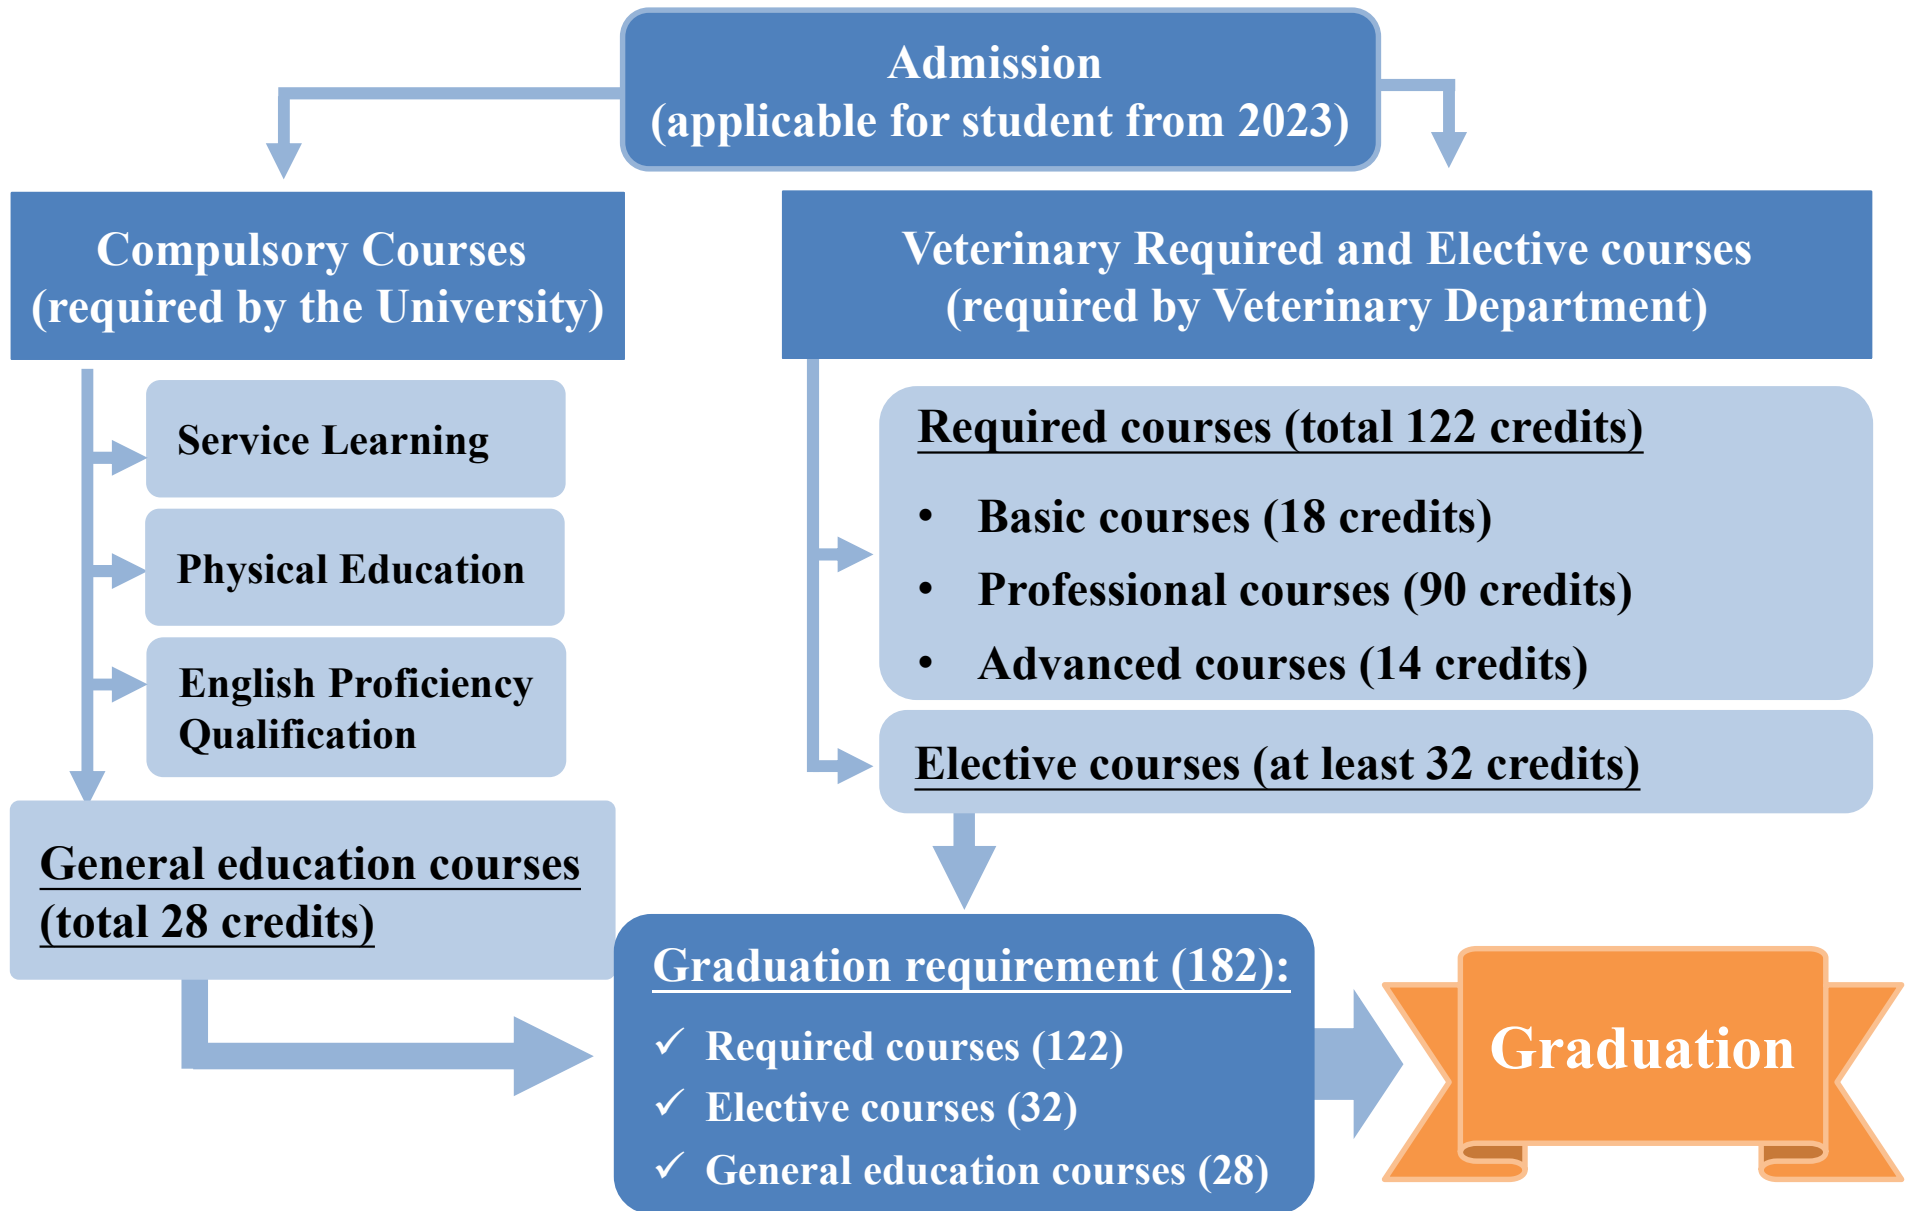 Admission
(applicable for student from 2023)
Compulsory Courses
(required by the University)
Service Learning
Physical Education
English Proficiency
Qualification
General education courses
(total 28 credits)
Veterinary Required and Elective courses
(required by Veterinary Department)
Required courses (total 122 credits)
• Basic courses (18 credits)
• Professional courses (90 credits)
• Advanced courses (14 credits)
Elective courses (at least 32 credits)
Graduation requirement (182):
✓ Required courses (122)
✓ Elective courses (32)
✓ General education courses (28)
Graduation